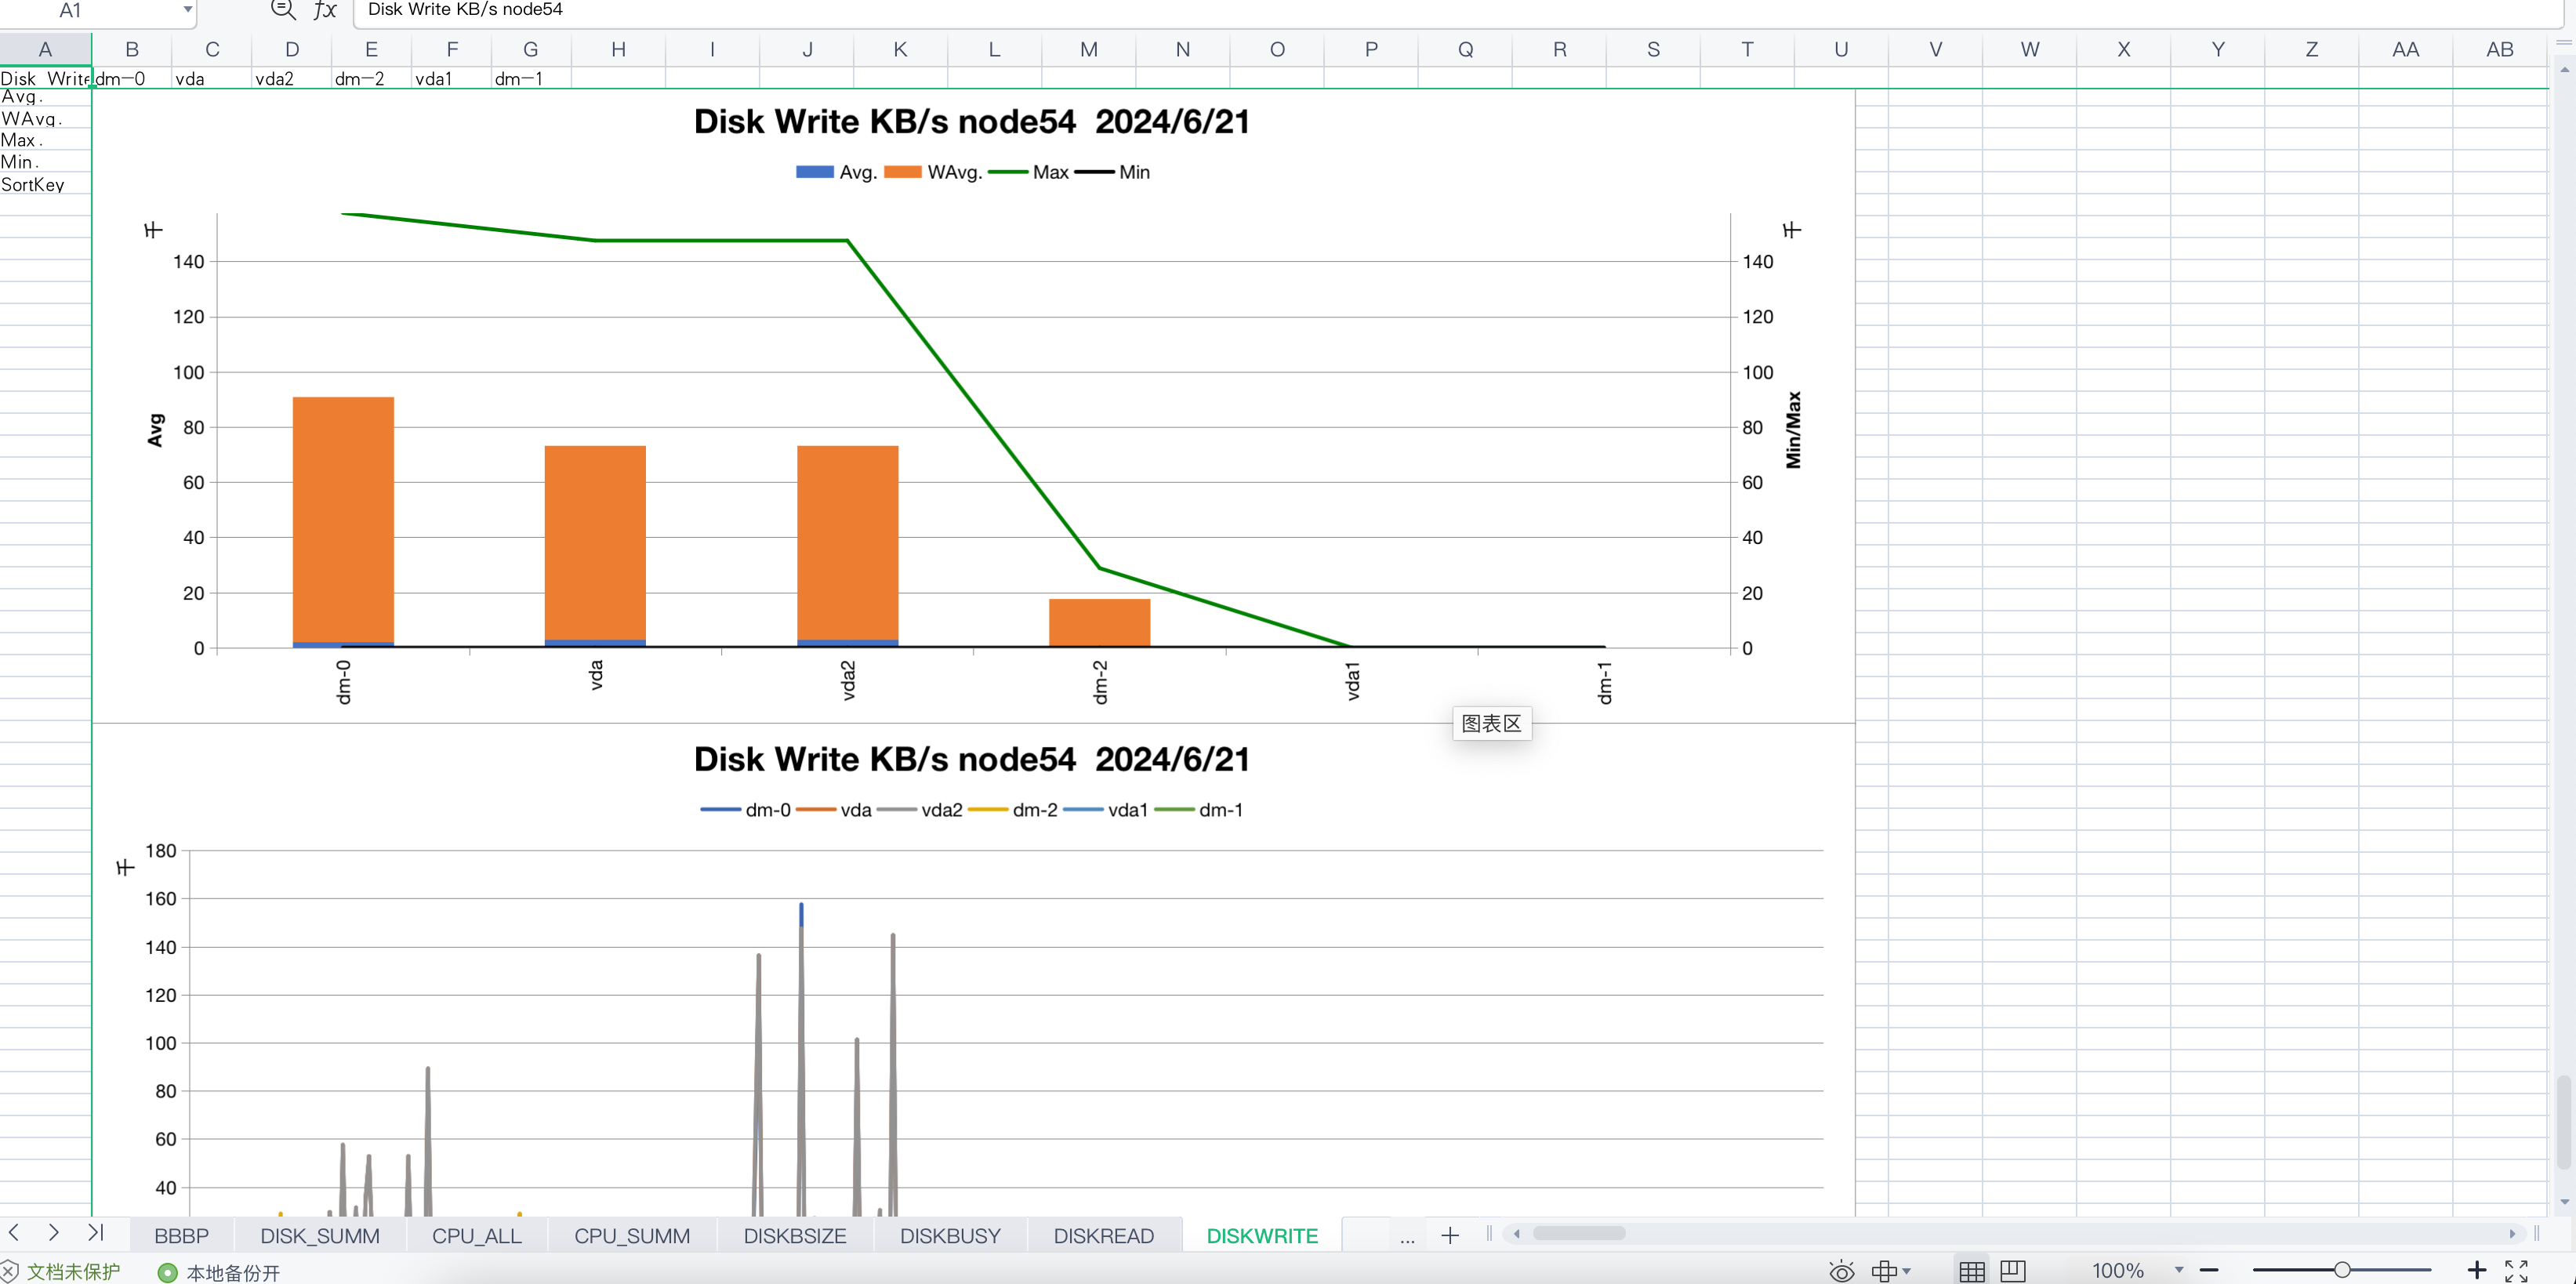 A1 fx Disk Write KB/s node54
A B C D E F G H I J K L M N O P Q R S T U V W X Y Z AA AB
Disk Write dm-0 vda vda2 dm-2 vda1 dm-1
Avg.
WAvg.
Max.
Min.
SortKey
Disk Write KB/s node54 2024/6/21
Avg. WAvg. Max Min
千 千
140 140
120 120
100 100
Avg Min/Max
80 80
60 60
40 40
20 20
0 0
dm-0 vda vda2 dm-2 vda1 dm-1
图表区
Disk Write KB/s node54 2024/6/21
dm-0 vda vda2 dm-2 vda1 dm-1
千
180
160
140
120
100
80
60
40
BBBP DISK_SUMM CPU_ALL CPU_SUMM DISKBSIZE DISKBUSY DISKREAD DISKWRITE ... +
文档未保护 本地备份开 100% − +